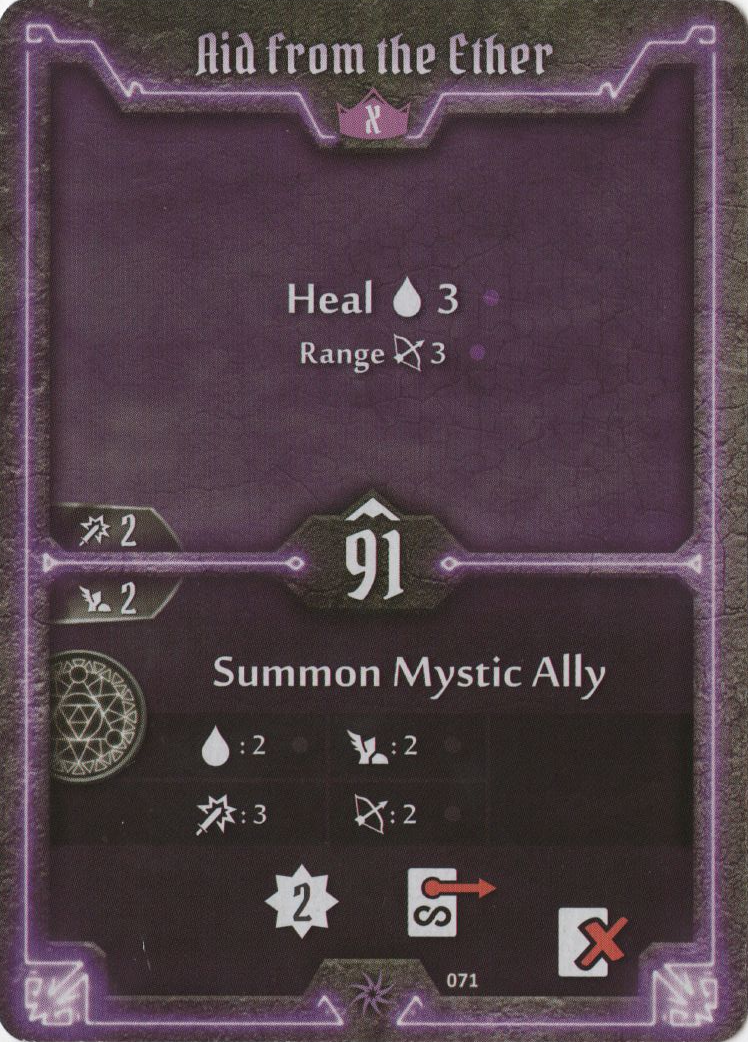 Aid from the Ether
X
Heal 3
Range 3
2
91
2
Summon Mystic Ally
:2 :2
:3 :2
2
071